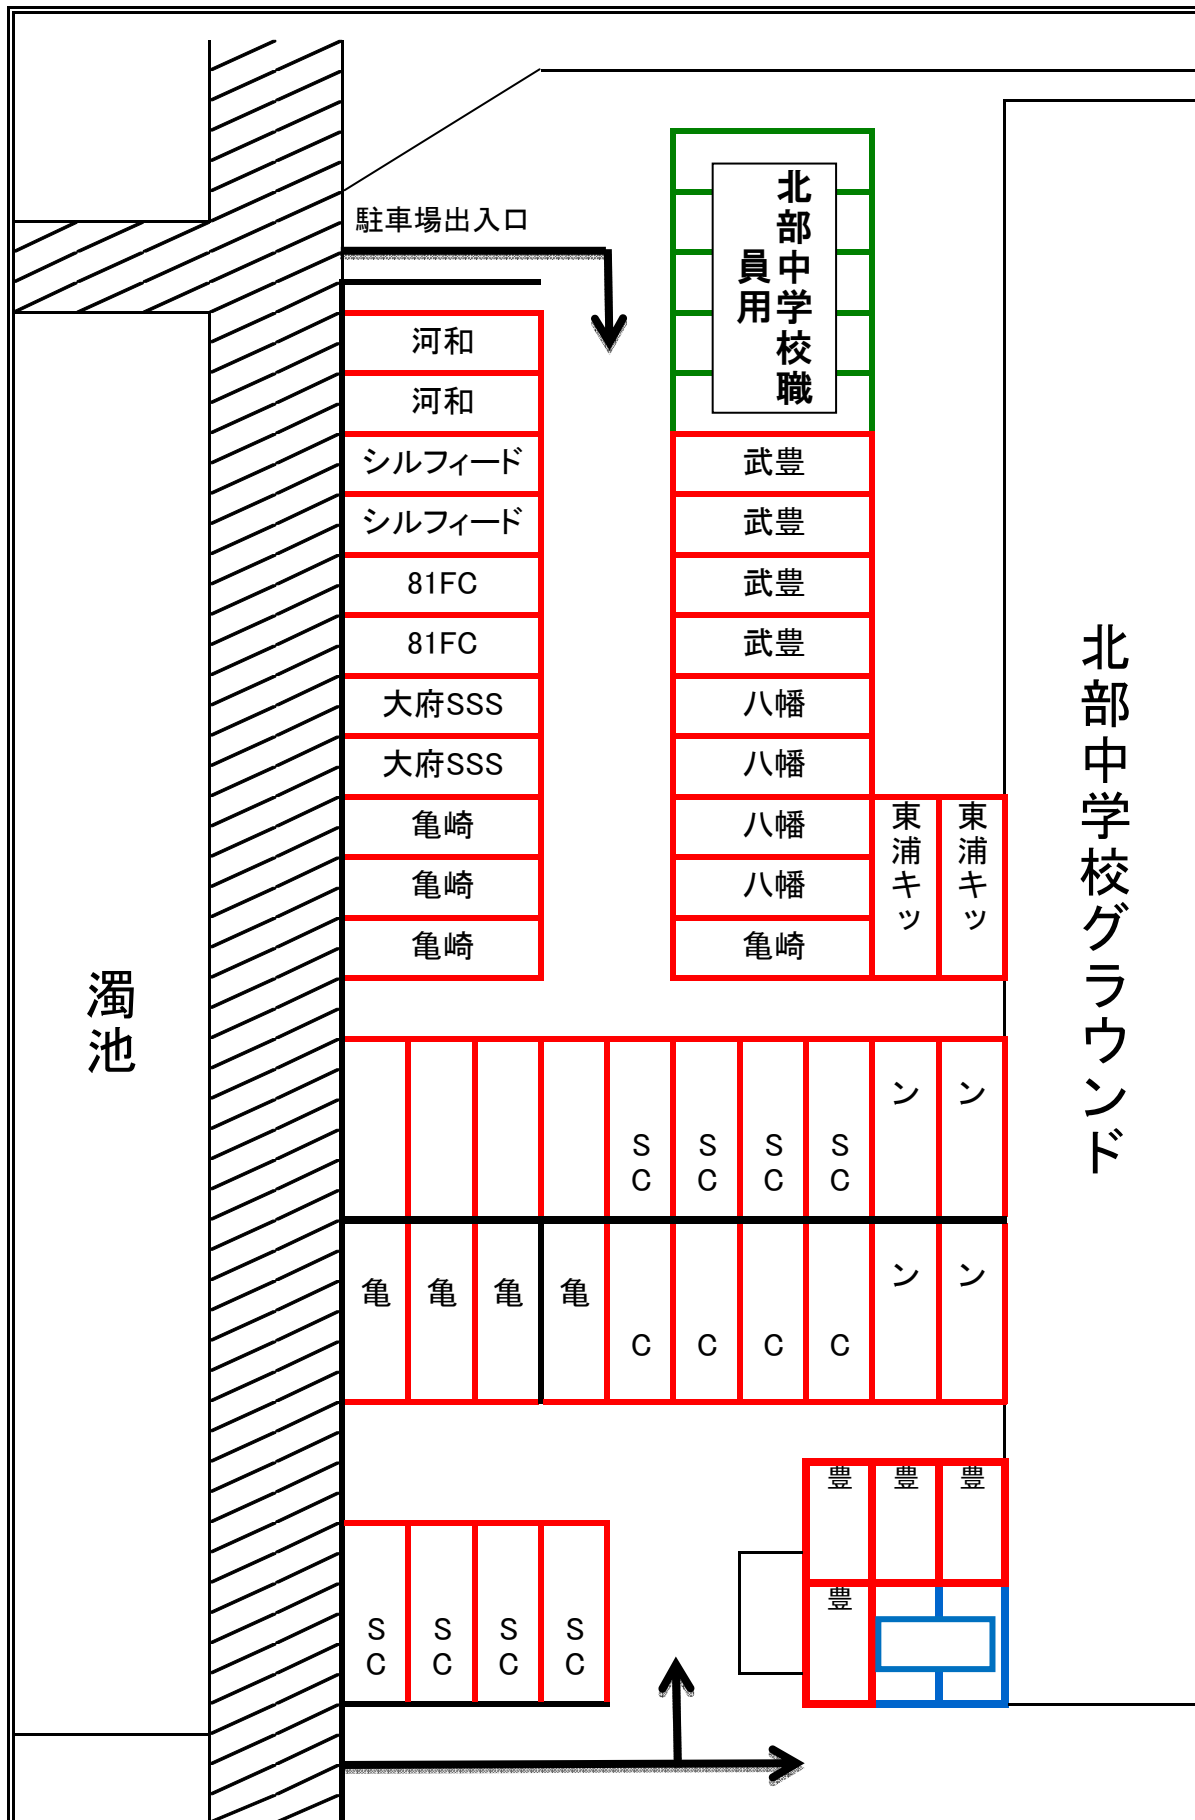 駐車場出入口
北部中学校職
員用
河和
河和
シルフィード
シルフィード
81FC
81FC
大府SSS
大府SSS
亀崎
亀崎
亀崎
武豊
武豊
武豊
武豊
八幡
八幡
八幡
八幡
亀崎
東浦キッ
東浦キッ
北部中学校グラウンド
濁池
SC
SC
SC
SC
ン
ン
亀
亀
亀
亀
C
C
C
C
ン
ン
豊
豊
豊
豊
SC
SC
SC
SC